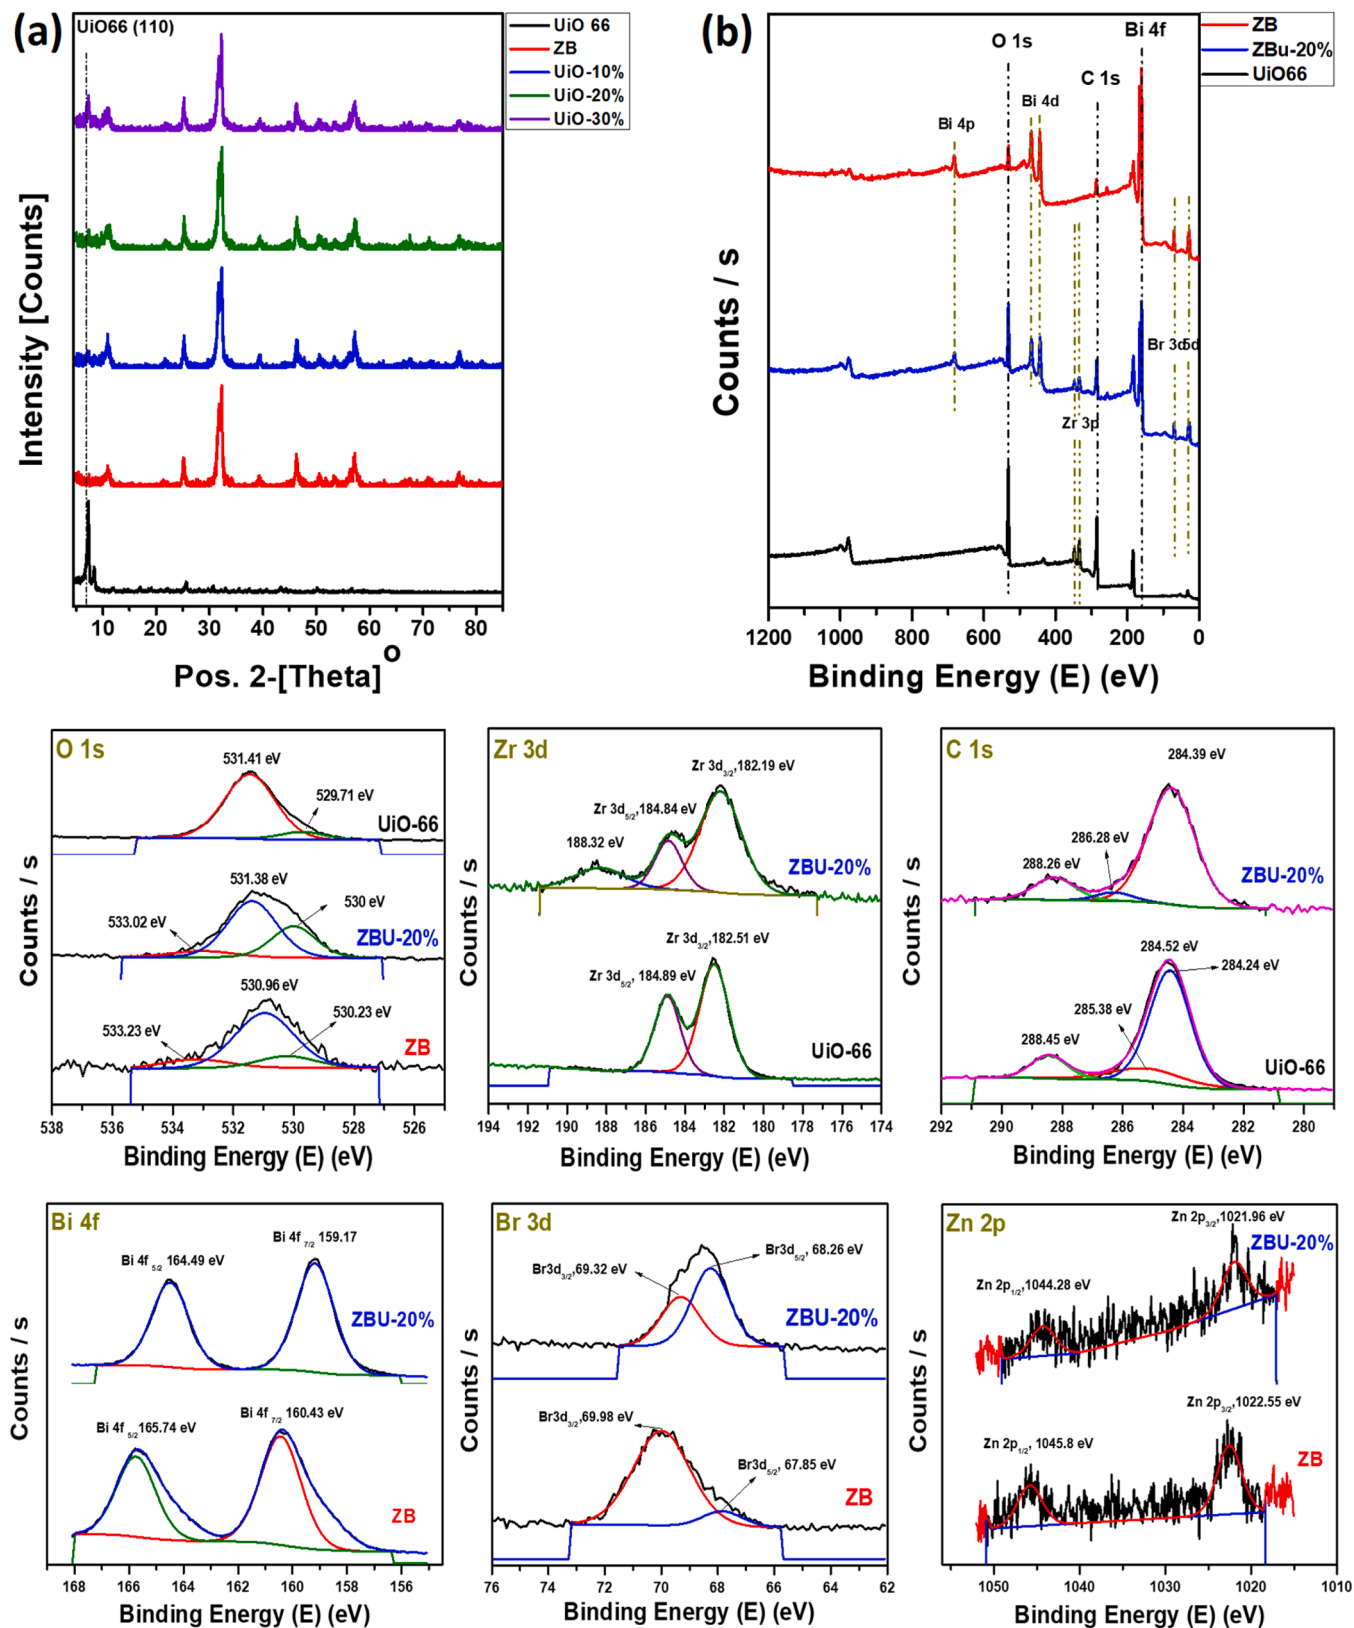 (a)
UiO66 (110)
UiO 66
ZB
UiO-10%
UiO-20%
UiO-30%
Intensity [Counts]
10 20 30 40 50 60 70 80
Pos. 2-[Theta]°
(b)
ZB
ZBu-20%
UiO66
O 1s
C 1s
Bi 4f
Bi 4p
Bi 4d
Br 3d
5d
Zr 3p
Counts / s
1200 1000 800 600 400 200 0
Binding Energy (E) (eV)
O 1s
531.41 eV
529.71 eV
UiO-66
531.38 eV
533.02 eV
530 eV
ZBU-20%
530.96 eV
533.23 eV
530.23 eV
ZB
Counts / s
538 536 534 532 530 528 526
Binding Energy (E) (eV)
Zr 3d
Zr 3d3/2,182.19 eV
Zr 3d5/2,184.84 eV
188.32 eV
ZBU-20%
Zr 3d3/2,182.51 eV
Zr 3d5/2,184.89 eV
UiO-66
Counts / s
194 192 190 188 186 184 182 180 178 176 174
Binding Energy (E) (eV)
C 1s
284.39 eV
286.28 eV
288.26 eV
ZBU-20%
284.52 eV
284.24 eV
285.38 eV
288.45 eV
UiO-66
Counts / s
292 290 288 286 284 282 280
Binding Energy (E) (eV)
Bi 4f
Bi 4f 7/2 159.17
Bi 4f 5/2 164.49 eV
ZBU-20%
Bi 4f 7/2 160.43 eV
Bi 4f 5/2 165.74 eV
ZB
Counts / s
168 166 164 162 160 158 156
Binding Energy (E) (eV)
Br 3d
Br3d5/2, 68.26 eV
Br3d3/2,69.32 eV
ZBU-20%
Br3d3/2,69.98 eV
Br3d5/2, 67.85 eV
ZB
Counts / s
76 74 72 70 68 66 64 62
Binding Energy (E) (eV)
Zn 2p
Zn 2p3/2,1021.96 eV
ZBU-20%
Zn 2p1/2,1044.28 eV
Zn 2p3/2,1022.55 eV
Zn 2p1/2, 1045.8 eV
ZB
Counts / s
1050 1040 1030 1020 1010
Binding Energy (E) (eV)